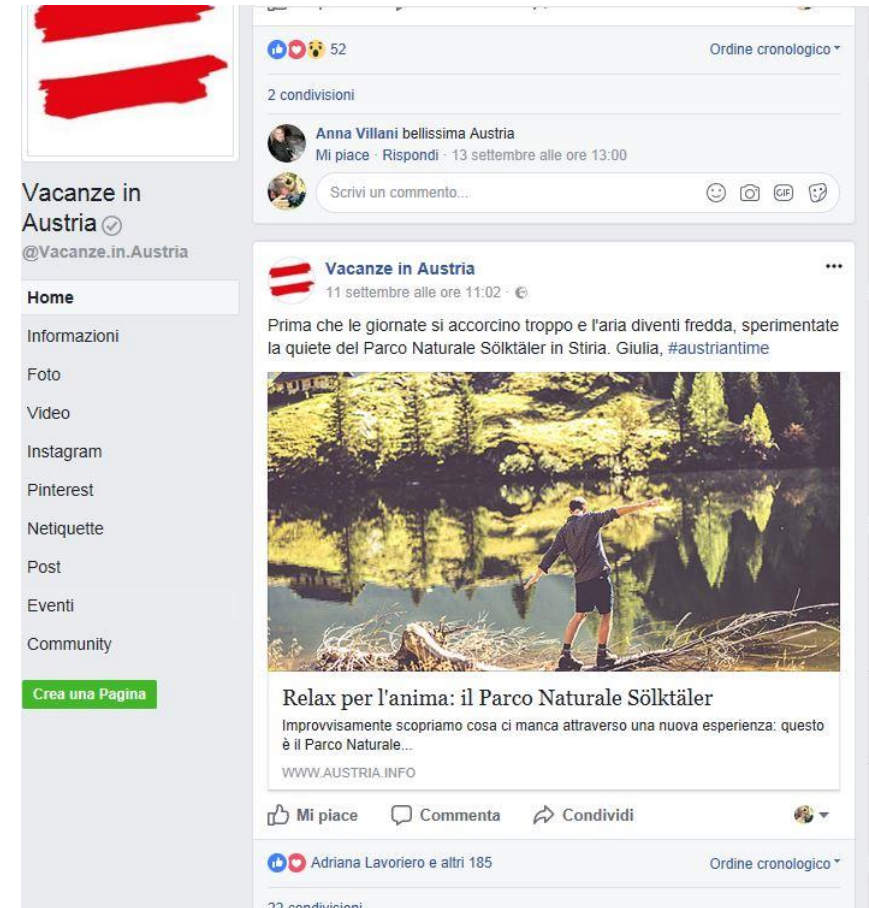 52
Ordine cronologico
2 condivisioni
Anna Villani bellissima Austria
Mi piace · Rispondi · 13 settembre alle ore 13:00
Scrivi un commento...
GIF
Vacanze in
Austria
@Vacanze.in.Austria
Home
Informazioni
Foto
Video
Instagram
Pinterest
Netiquette
Post
Eventi
Community
Crea una Pagina
Vacanze in Austria
11 settembre alle ore 11:02 ·
Prima che le giornate si accorcino troppo e l'aria diventi fredda, sperimentate
la quiete del Parco Naturale Sölktäler in Stiria. Giulia, #austriantime
Relax per l'anima: il Parco Naturale Sölktäler
Improvvisamente scopriamo cosa ci manca attraverso una nuova esperienza: questo
è il Parco Naturale...
WWW.AUSTRIA.INFO
Mi piace
Commenta
Condividi
Adriana Lavoriero e altri 185
Ordine cronologico
22 condivisioni